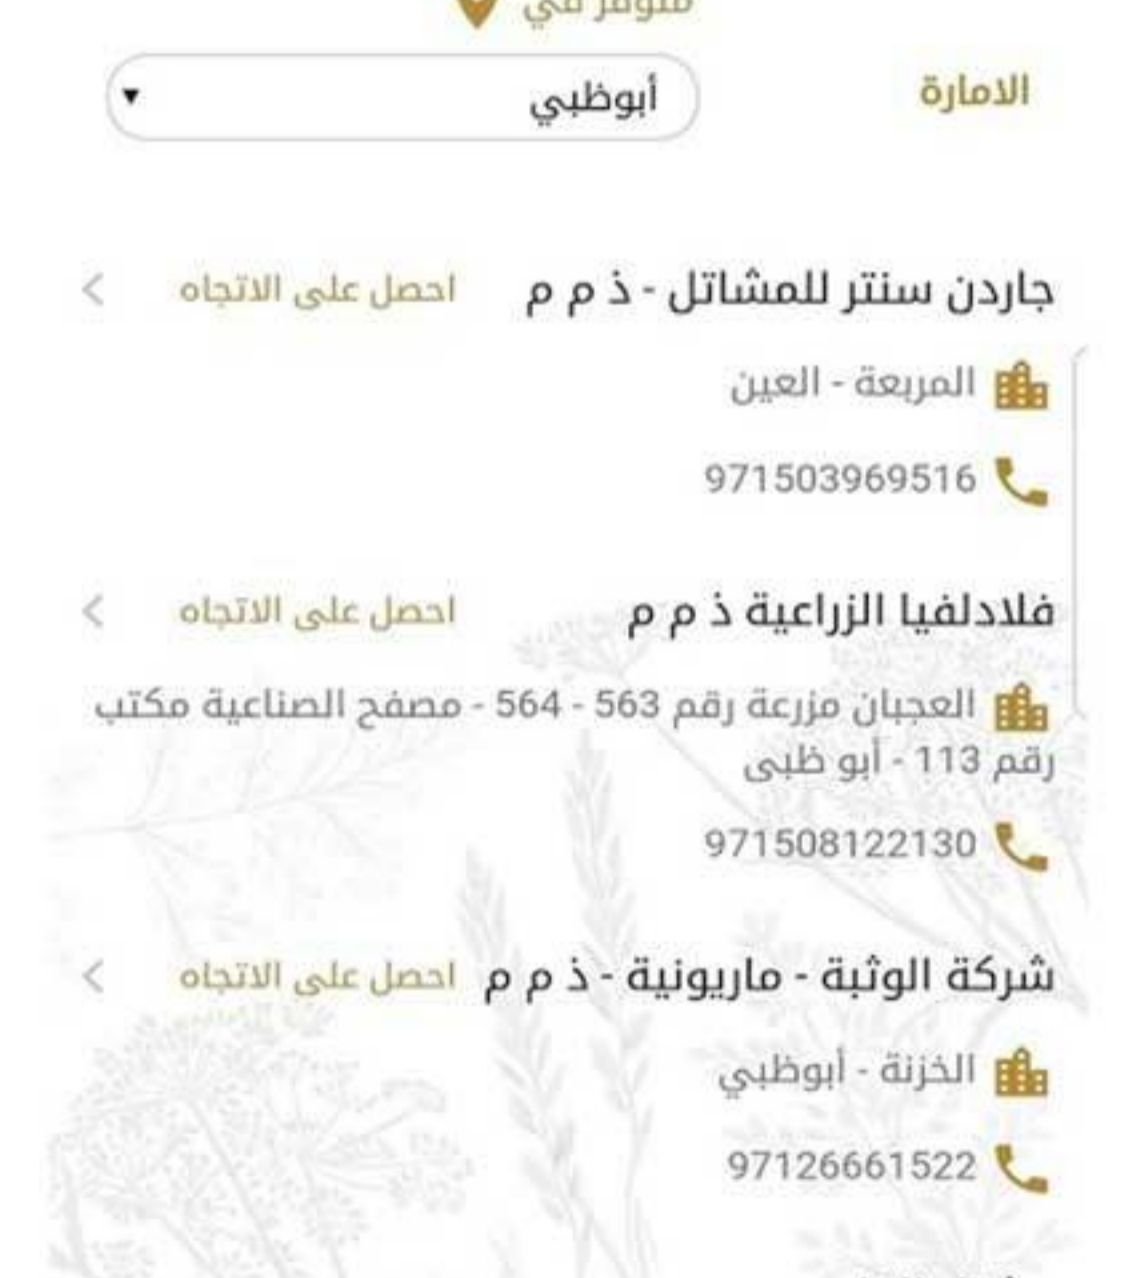 متوفر في
الامارة
أبوظبي
جاردن سنتر للمشاتل - ذ م م
احصل على الاتجاه
المربعة - العين
971503969516
فلادلفيا الزراعية ذ م م
احصل على الاتجاه
العجبان مزرعة رقم 563 - 564 - مصفح الصناعية مكتب
رقم 113 - أبو ظبى
971508122130
شركة الوثبة - ماريونية - ذ م م
احصل على الاتجاه
الخزنة - أبوظبي
97126661522